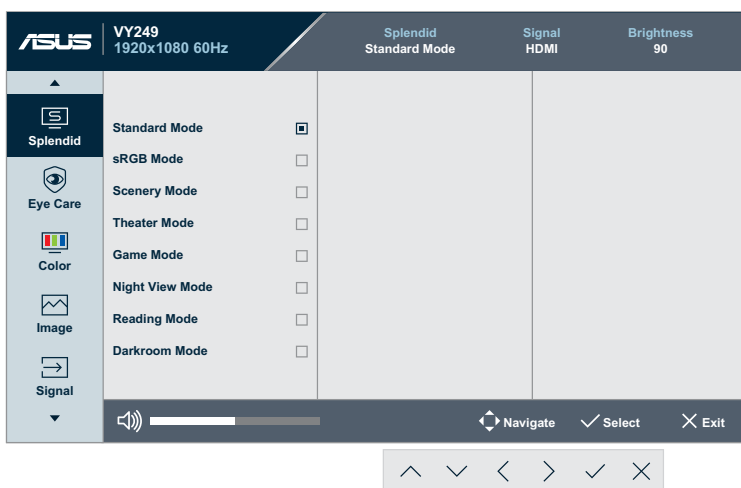 ASUS
VY249
1920x1080 60Hz
Splendid
Standard Mode
Signal
HDMI
Brightness
90
Splendid
Eye Care
Color
Image
Signal
Standard Mode
sRGB Mode
Scenery Mode
Theater Mode
Game Mode
Night View Mode
Reading Mode
Darkroom Mode
Navigate
Select
Exit